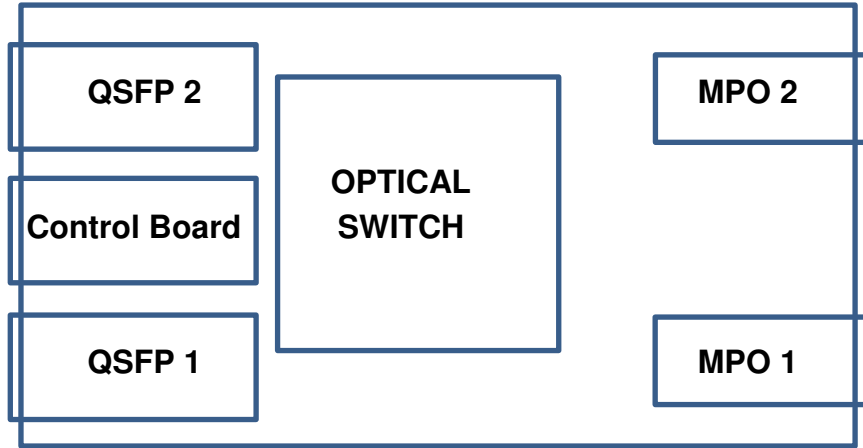 QSFP 2
MPO 2
OPTICAL
SWITCH
Control Board
QSFP 1
MPO 1